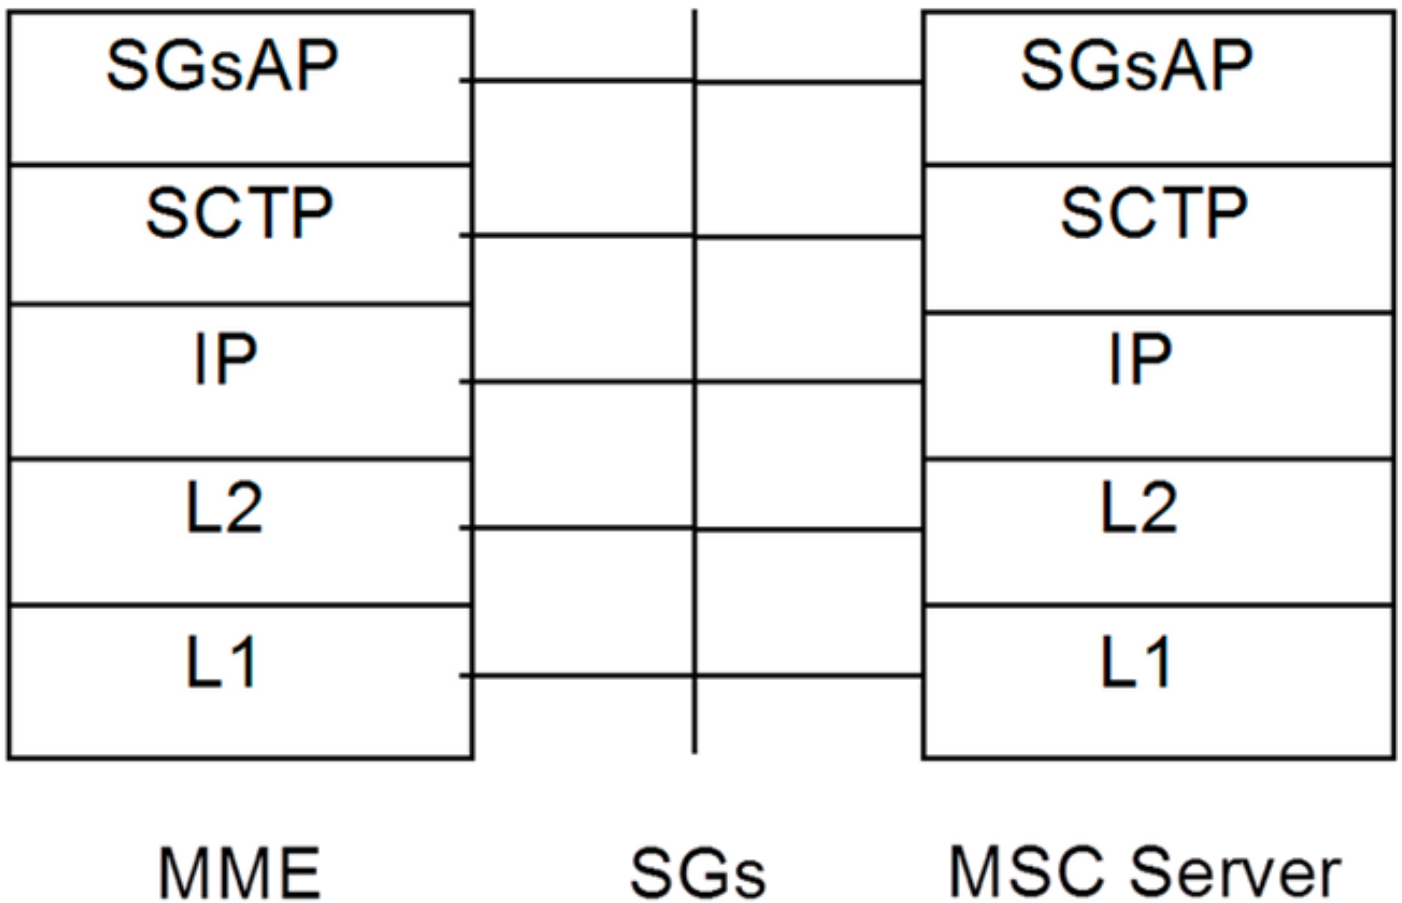 SGsAP SGsAP
SCTP SCTP
IP IP
L2 L2
L1 L1
MME SGs MSC Server